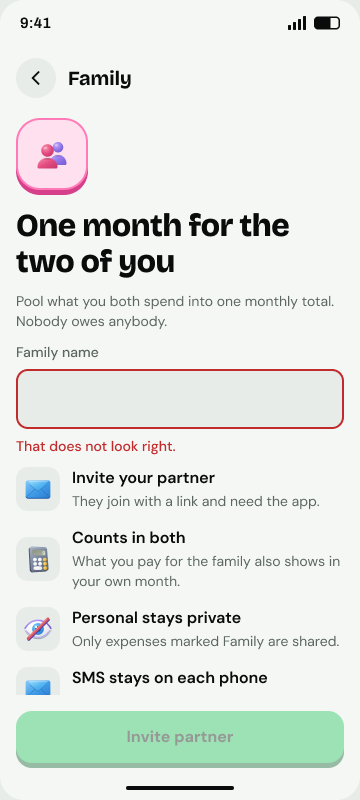 9:41
Family
One month for the
two of you
Pool what you both spend into one monthly total.
Nobody owes anybody.
Family name
That does not look right.
Invite your partner
They join with a link and need the app.
Counts in both
What you pay for the family also shows in
your own month.
Personal stays private
Only expenses marked Family are shared.
SMS stays on each phone
Invite partner